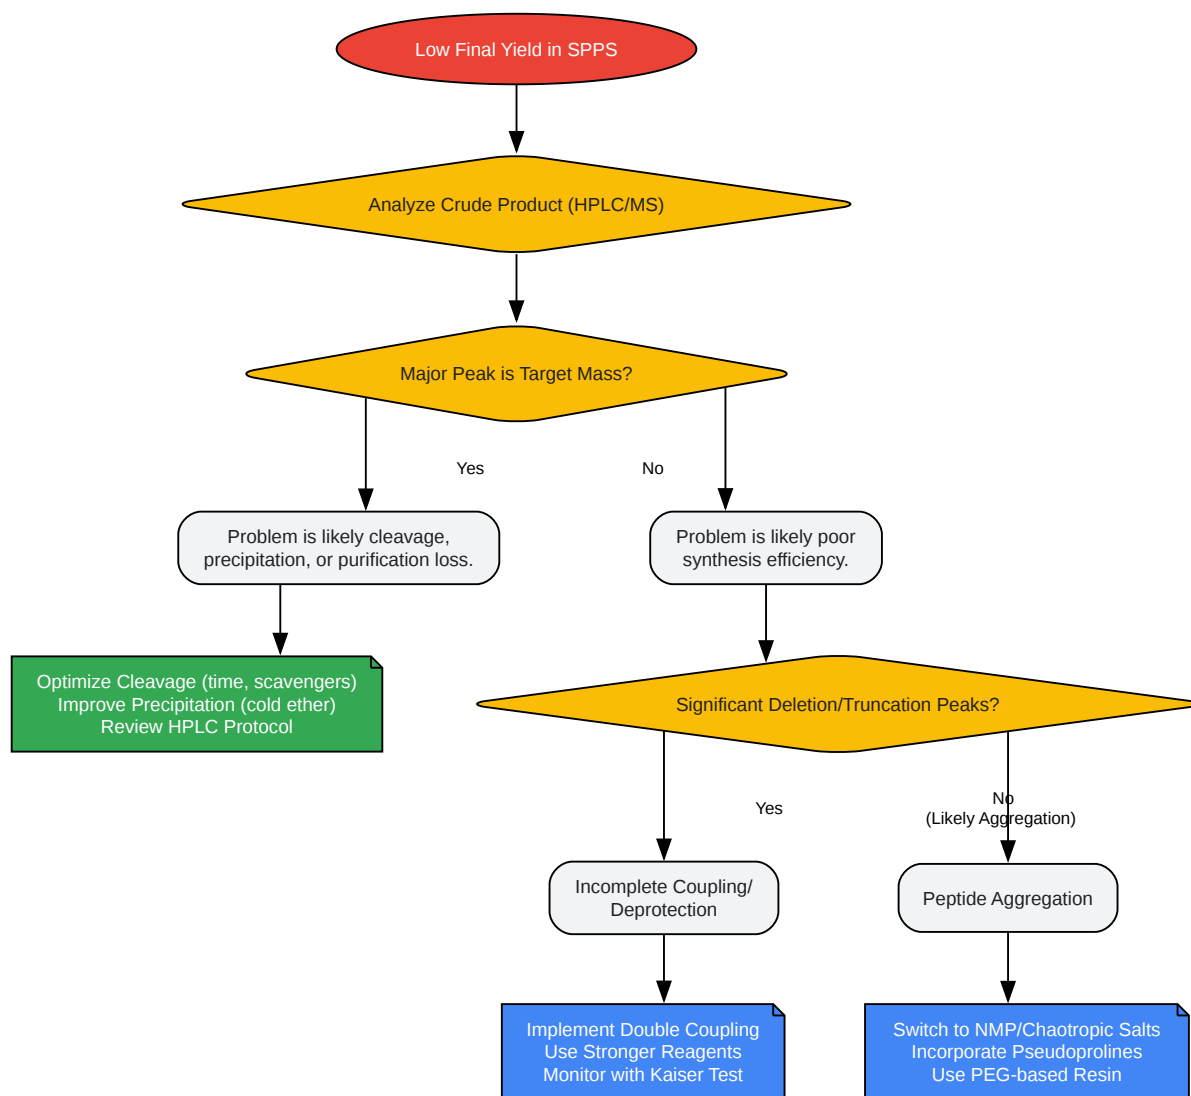 Low Final Yield in SPPS
Analyze Crude Product (HPLC/MS)
Major Peak is Target Mass?
Yes
No
Problem is likely cleavage,
precipitation, or purification loss.
Problem is likely poor
synthesis efficiency.
Optimize Cleavage (time, scavengers)
Improve Precipitation (cold ether)
Review HPLC Protocol
Significant Deletion/Truncation Peaks?
Yes
No
(Likely Aggregation)
Incomplete Coupling/
Deprotection
Peptide Aggregation
Implement Double Coupling
Use Stronger Reagents
Monitor with Kaiser Test
Switch to NMP/Chaotropic Salts
Incorporate Pseudoprolines
Use PEG-based Resin